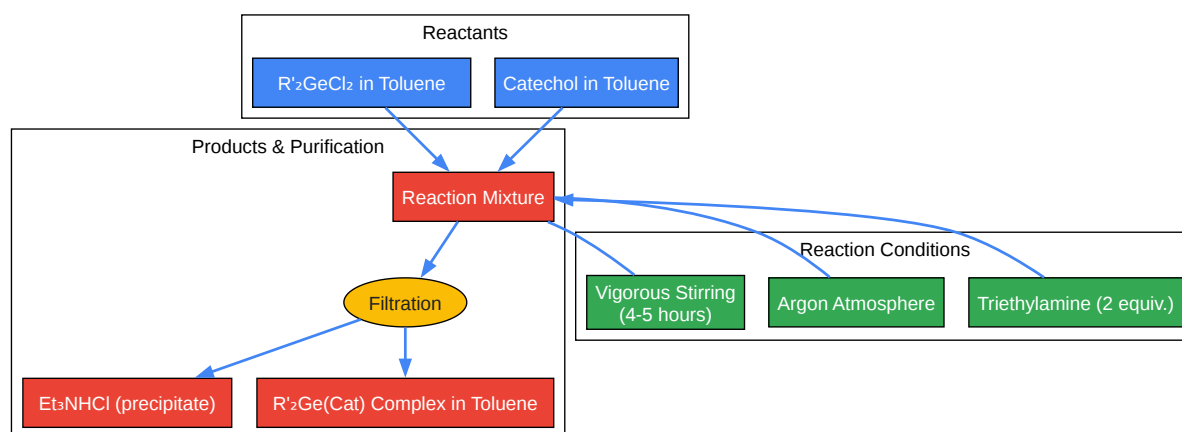 Reactants
R'₂GeCl₂ in Toluene
Catechol in Toluene
Products & Purification
Reaction Mixture
Reaction Conditions
Vigorous Stirring
(4-5 hours)
Argon Atmosphere
Triethylamine (2 equiv.)
Filtration
Et₃NHCl (precipitate)
R'₂Ge(Cat) Complex in Toluene